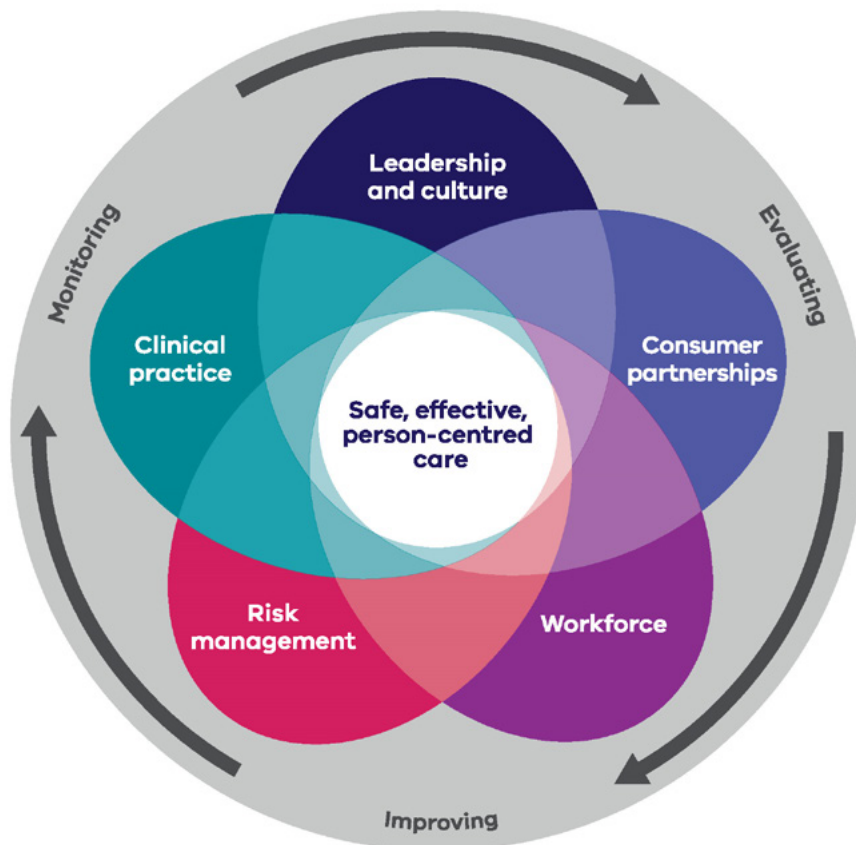 Leadership
and culture
Monitoring
Evaluating
Clinical
practice
Consumer
partnerships
Safe, effective,
person-centred
care
Risk
management
Workforce
Improving